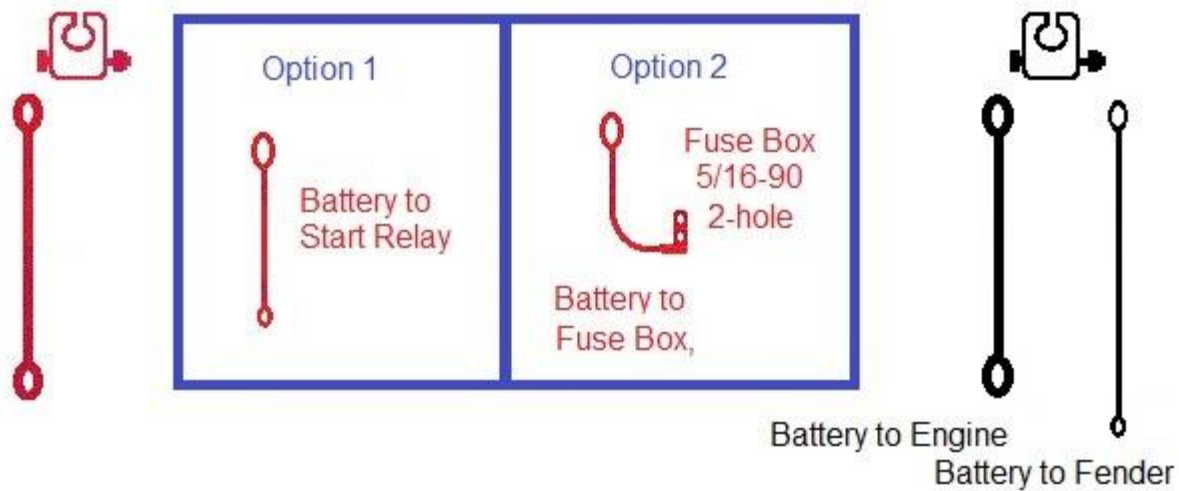 Option 1
Battery to
Start Relay
Option 2
Fuse Box
5/16-90
2-hole
Battery to
Fuse Box,
Battery to Engine
Battery to Fender